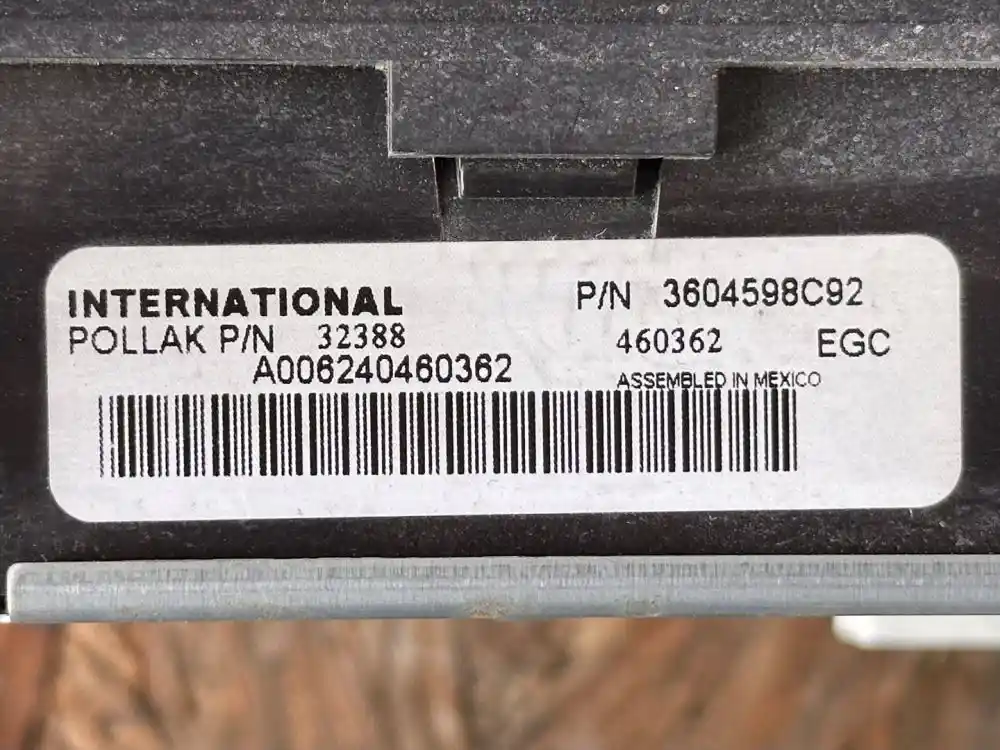 INTERNATIONAL P/N 3604598C92
POLLAK P/N 32388 460362 EGC
A006240460362 ASSEMBLED IN MEXICO